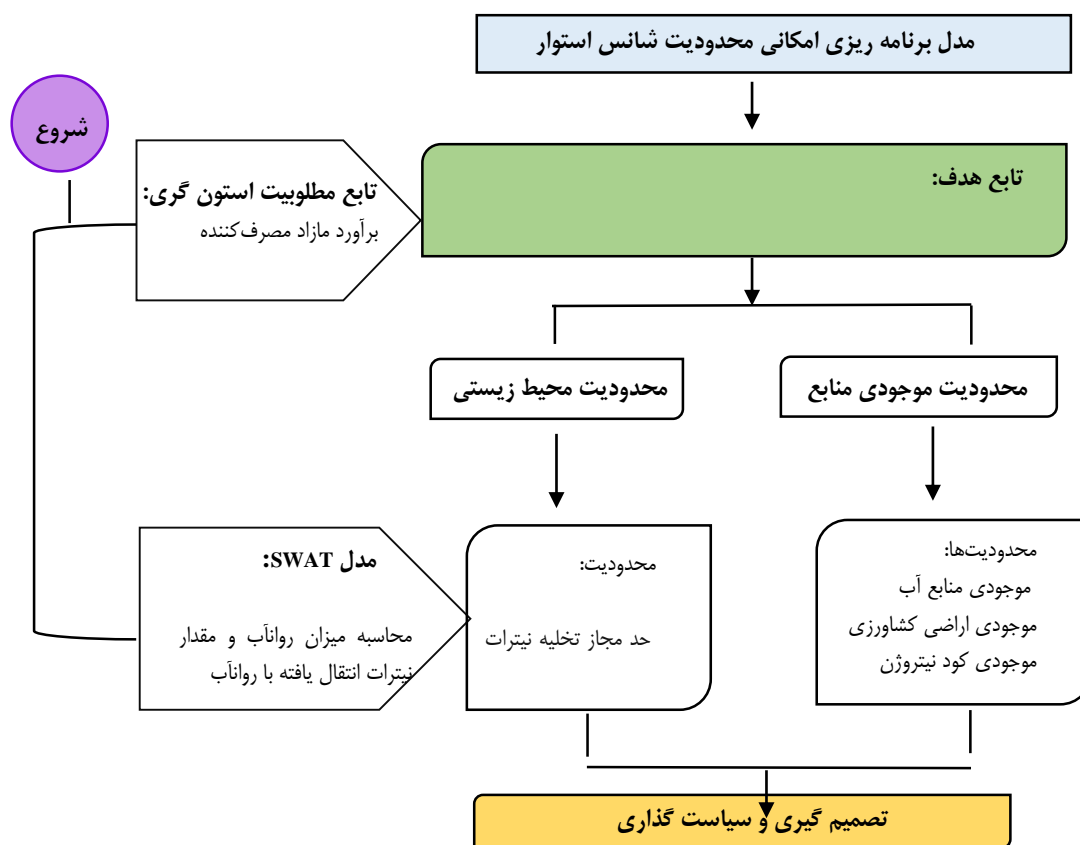 مدل برنامه ریزی امکانی محدودیت شانس استوار
شروع
تابع هدف:
تابع مطلوبیت استون گری:
برآورد مازاد مصرف‌کننده
محدودیت موجودی منابع
محدودیت محیط زیستی
محدودیت‌ها:
موجودی منابع آب
موجودی اراضی کشاورزی
موجودی کود نیتروژن
محدودیت:
حد مجاز تخلیه نیترات
مدل SWAT:
محاسبه میزان روانآب و مقدار
نیترات انتقال یافته با روانآب
تصمیم گیری و سیاست گذاری